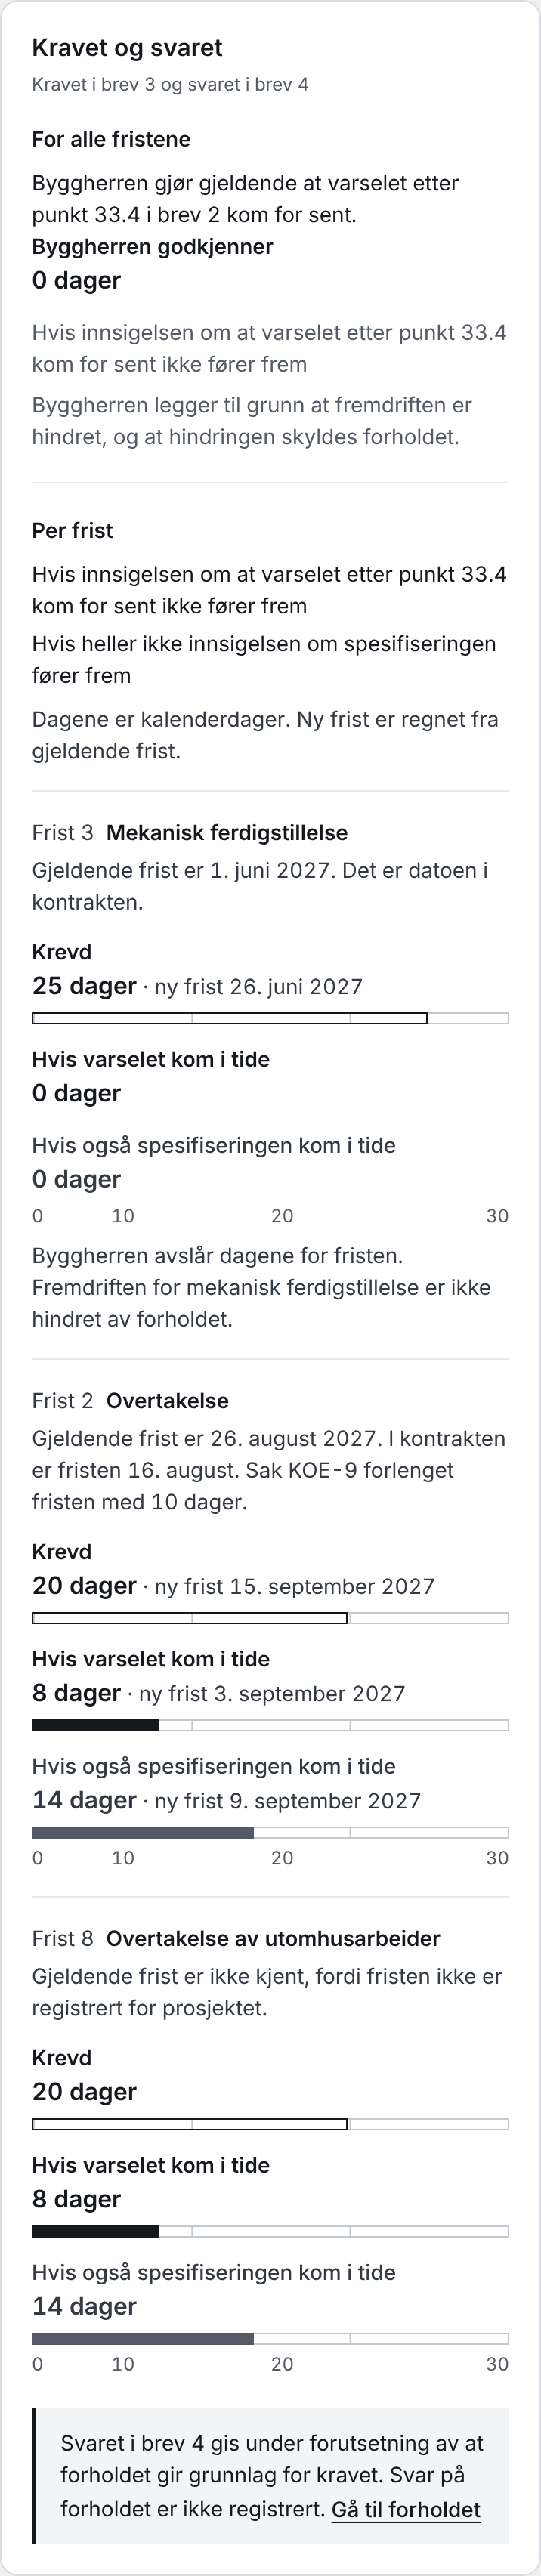 Kravet og svaret
Kravet i brev 3 og svaret i brev 4
For alle fristene
Byggherren gjør gjeldende at varselet etter
punkt 33.4 i brev 2 kom for sent.
Byggherren godkjenner
0 dager
Hvis innsigelsen om at varselet etter punkt 33.4
kom for sent ikke fører frem
Byggherren legger til grunn at fremdriften er
hindret, og at hindringen skyldes forholdet.
Per frist
Hvis innsigelsen om at varselet etter punkt 33.4
kom for sent ikke fører frem
Hvis heller ikke innsigelsen om spesifiseringen
fører frem
Dagene er kalenderdager. Ny frist er regnet fra
gjeldende frist.
Frist 3 Mekanisk ferdigstillelse
Gjeldende frist er 1. juni 2027. Det er datoen i
kontrakten.
Krevd
25 dager · ny frist 26. juni 2027
Hvis varselet kom i tide
0 dager
Hvis også spesifiseringen kom i tide
0 dager
0 10 20 30
Byggherren avslår dagene for fristen.
Fremdriften for mekanisk ferdigstillelse er ikke
hindret av forholdet.
Frist 2 Overtakelse
Gjeldende frist er 26. august 2027. I kontrakten
er fristen 16. august. Sak KOE-9 forlenget
fristen med 10 dager.
Krevd
20 dager · ny frist 15. september 2027
Hvis varselet kom i tide
8 dager · ny frist 3. september 2027
Hvis også spesifiseringen kom i tide
14 dager · ny frist 9. september 2027
0 10 20 30
Frist 8 Overtakelse av utomhusarbeider
Gjeldende frist er ikke kjent, fordi fristen ikke er
registrert for prosjektet.
Krevd
20 dager
Hvis varselet kom i tide
8 dager
Hvis også spesifiseringen kom i tide
14 dager
0 10 20 30
Svaret i brev 4 gis under forutsetning av at
forholdet gir grunnlag for kravet. Svar på
forholdet er ikke registrert. Gå til forholdet